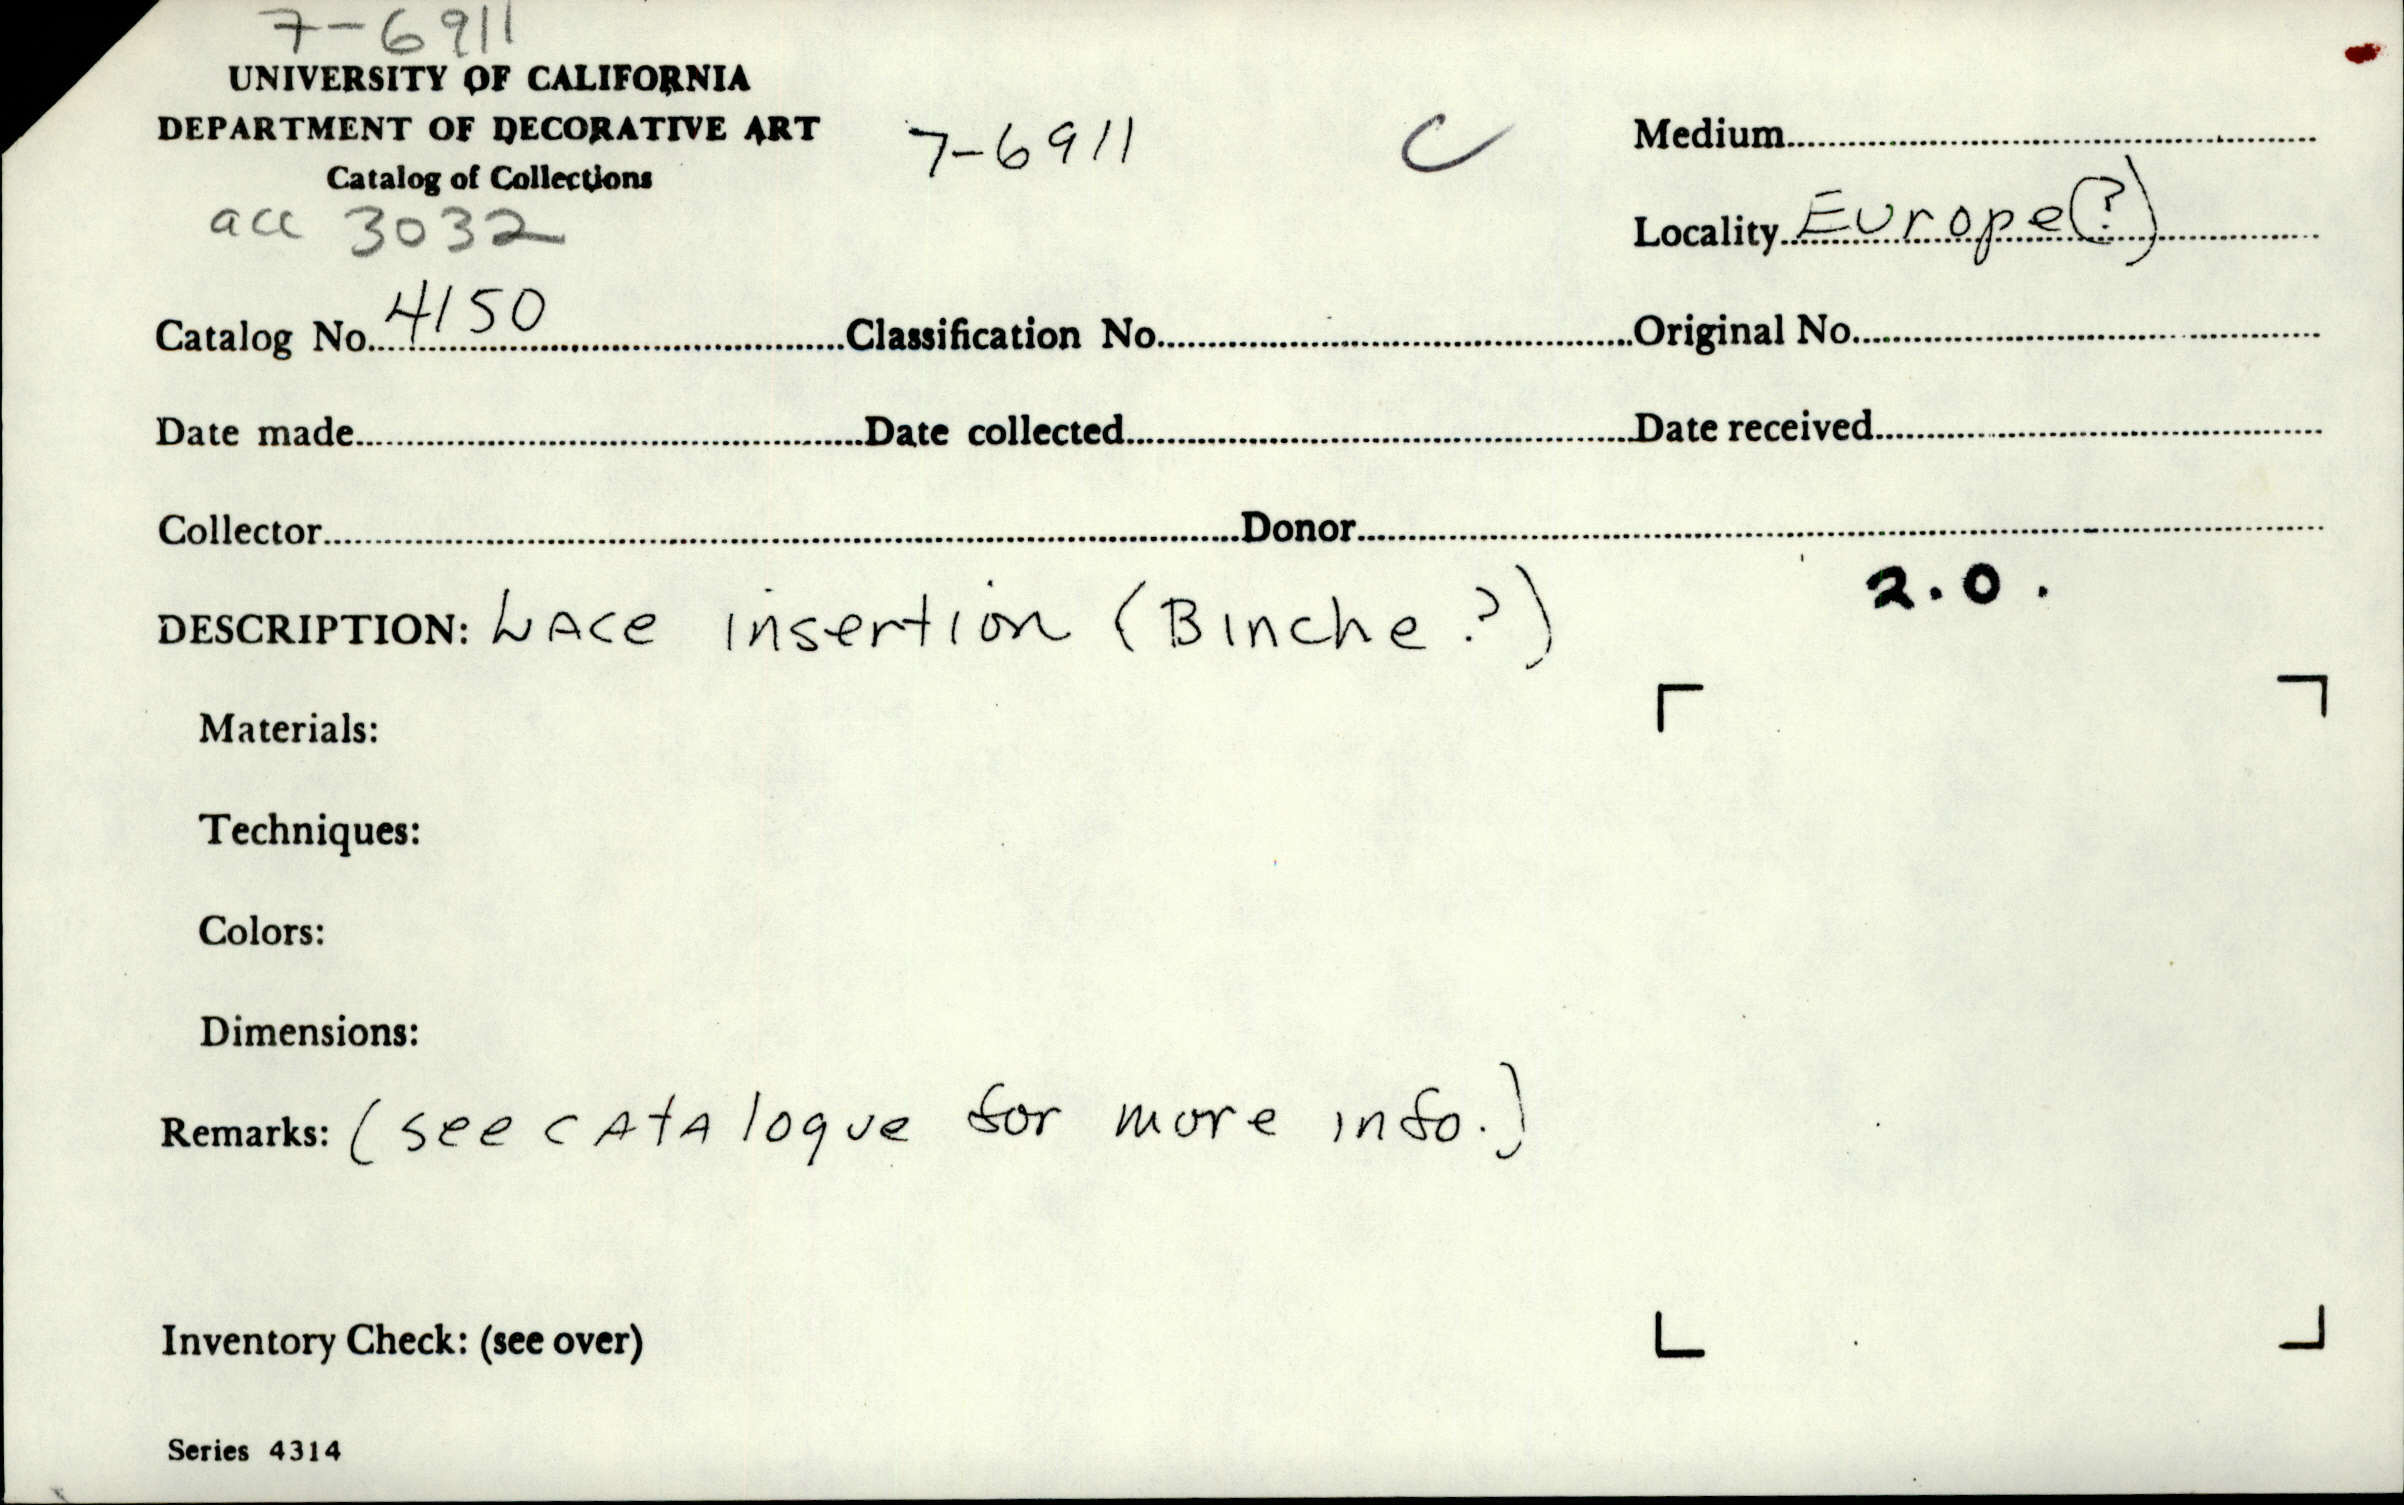 7-6911
UNIVERSITY OF CALIFORNIA
DEPARTMENT OF DECORATIVE ART
Catalog of Collections
7-6911
C
Medium
acc 3032
Locality Europe(?)
Catalog No. 4150 Classification No. Original No.
Date made Date collected Date received
Collector Donor
2.0.
DESCRIPTION: Lace insertion (Binche?)
Materials:
Techniques:
Colors:
Dimensions:
Remarks: (see catalogue for more info.)
Inventory Check: (see over)
Series 4314